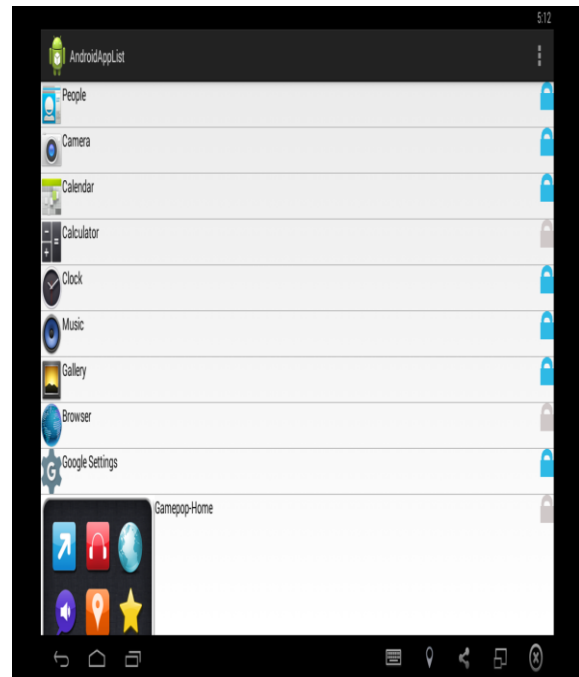 5:12
AndroidAppList
People
Camera
Calendar
Calculator
Clock
Music
Gallery
Browser
Google Settings
Gamepop-Home